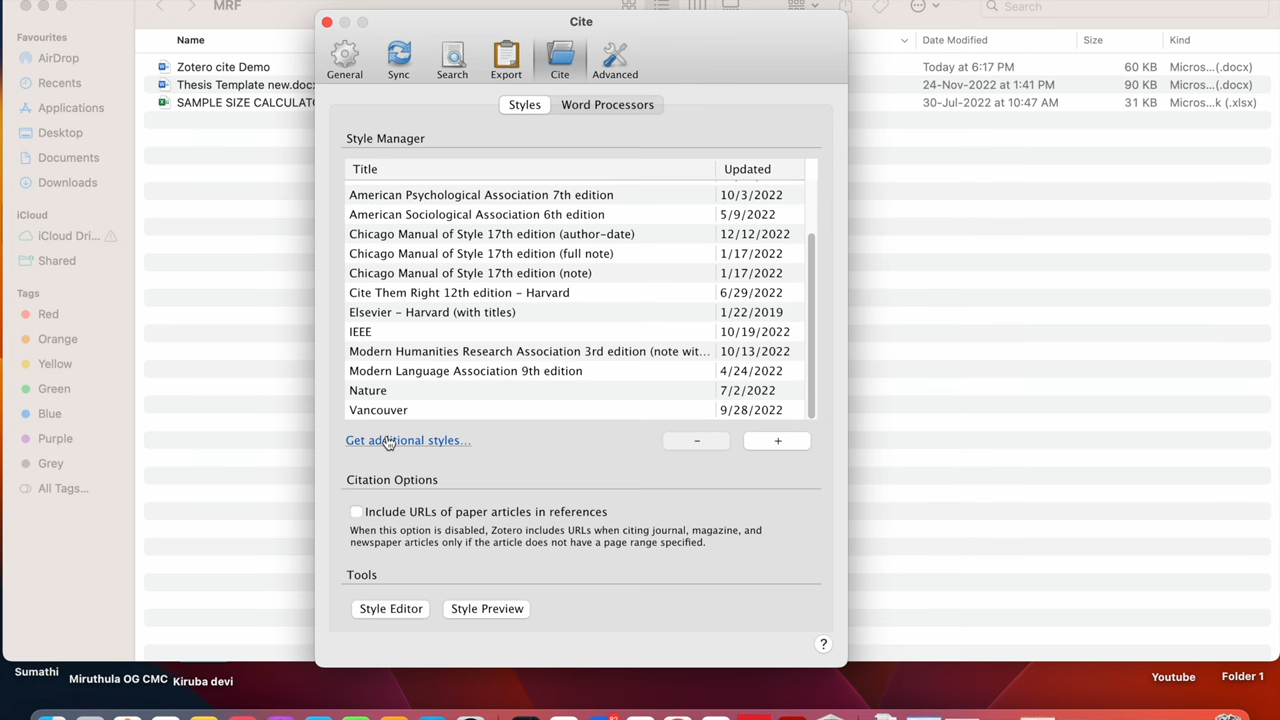 MRF
Search
Cite
General
Sync
Search
Export
Cite
Advanced
Styles
Word Processors
Favourites
AirDrop
Recents
Applications
Desktop
Documents
Downloads
iCloud
iCloud Dri...
Shared
Tags
Red
Orange
Yellow
Green
Blue
Purple
Grey
All Tags...
Name
Date Modified
Size
Kind
Zotero cite Demo
Today at 6:17 PM
60 KB
Micros...(.docx)
Thesis Template new.docx
24-Nov-2022 at 1:41 PM
90 KB
Micros...(.docx)
SAMPLE SIZE CALCULAT
30-Jul-2022 at 10:47 AM
31 KB
Micros...k (.xlsx)
Style Manager
Title
Updated
American Psychological Association 7th edition
10/3/2022
American Sociological Association 6th edition
5/9/2022
Chicago Manual of Style 17th edition (author-date)
12/12/2022
Chicago Manual of Style 17th edition (full note)
1/17/2022
Chicago Manual of Style 17th edition (note)
1/17/2022
Cite Them Right 12th edition - Harvard
6/29/2022
Elsevier - Harvard (with titles)
1/22/2019
IEEE
10/19/2022
Modern Humanities Research Association 3rd edition (note wit...
10/13/2022
Modern Language Association 9th edition
4/24/2022
Nature
7/2/2022
Vancouver
9/28/2022
Get additional styles...
-
+
Citation Options
Include URLs of paper articles in references
When this option is disabled, Zotero includes URLs when citing journal, magazine, and
newspaper articles only if the article does not have a page range specified.
Tools
Style Editor
Style Preview
?
Sumathi
Miruthula OG CMC
Kiruba devi
Youtube
Folder 1